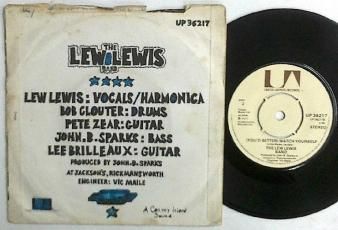 UP 36217
THE
LEW LEWIS
BAND
LEW LEWIS: VOCALS/HARMONICA
BOB CLOUTER: DRUMS
PETE ZEAR: GUITAR
JOHN.B.SPARKS: BASS
LEE BRILLEAUX: GUITAR
PRODUCED BY JOHN.B.SPARKS
AT JACKSON'S, RICKMANSWORTH
ENGINEER: VIC MAILE
A Canvey Island
Sound
UA
UP 36217
STEREO
(YOU'D BETTER) WATCH YOURSELF
THE LEW LEWIS
BAND